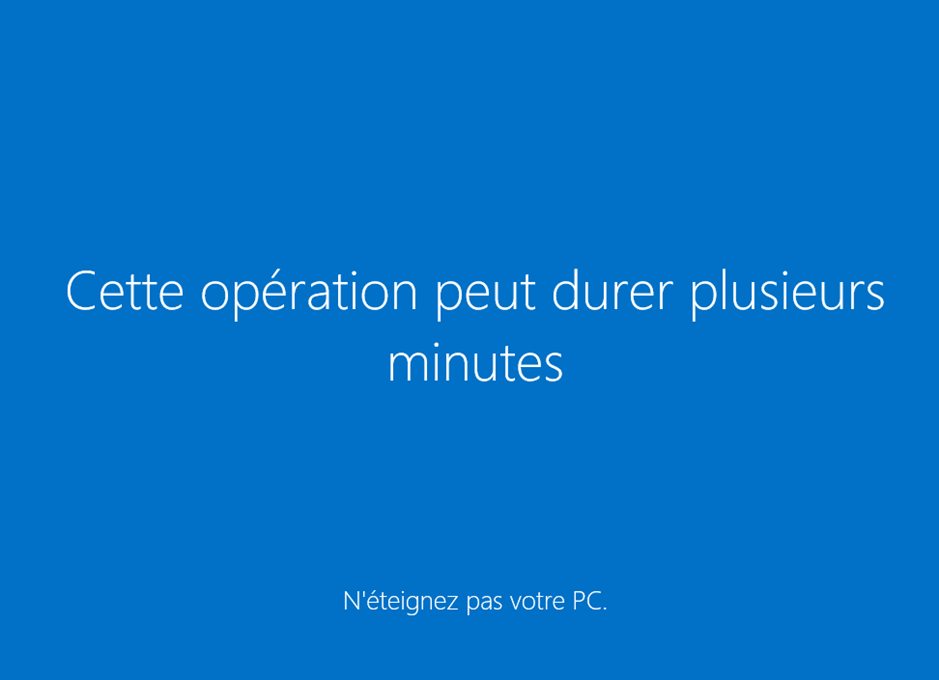 Cette opération peut durer plusieurs
minutes
N'éteignez pas votre PC.